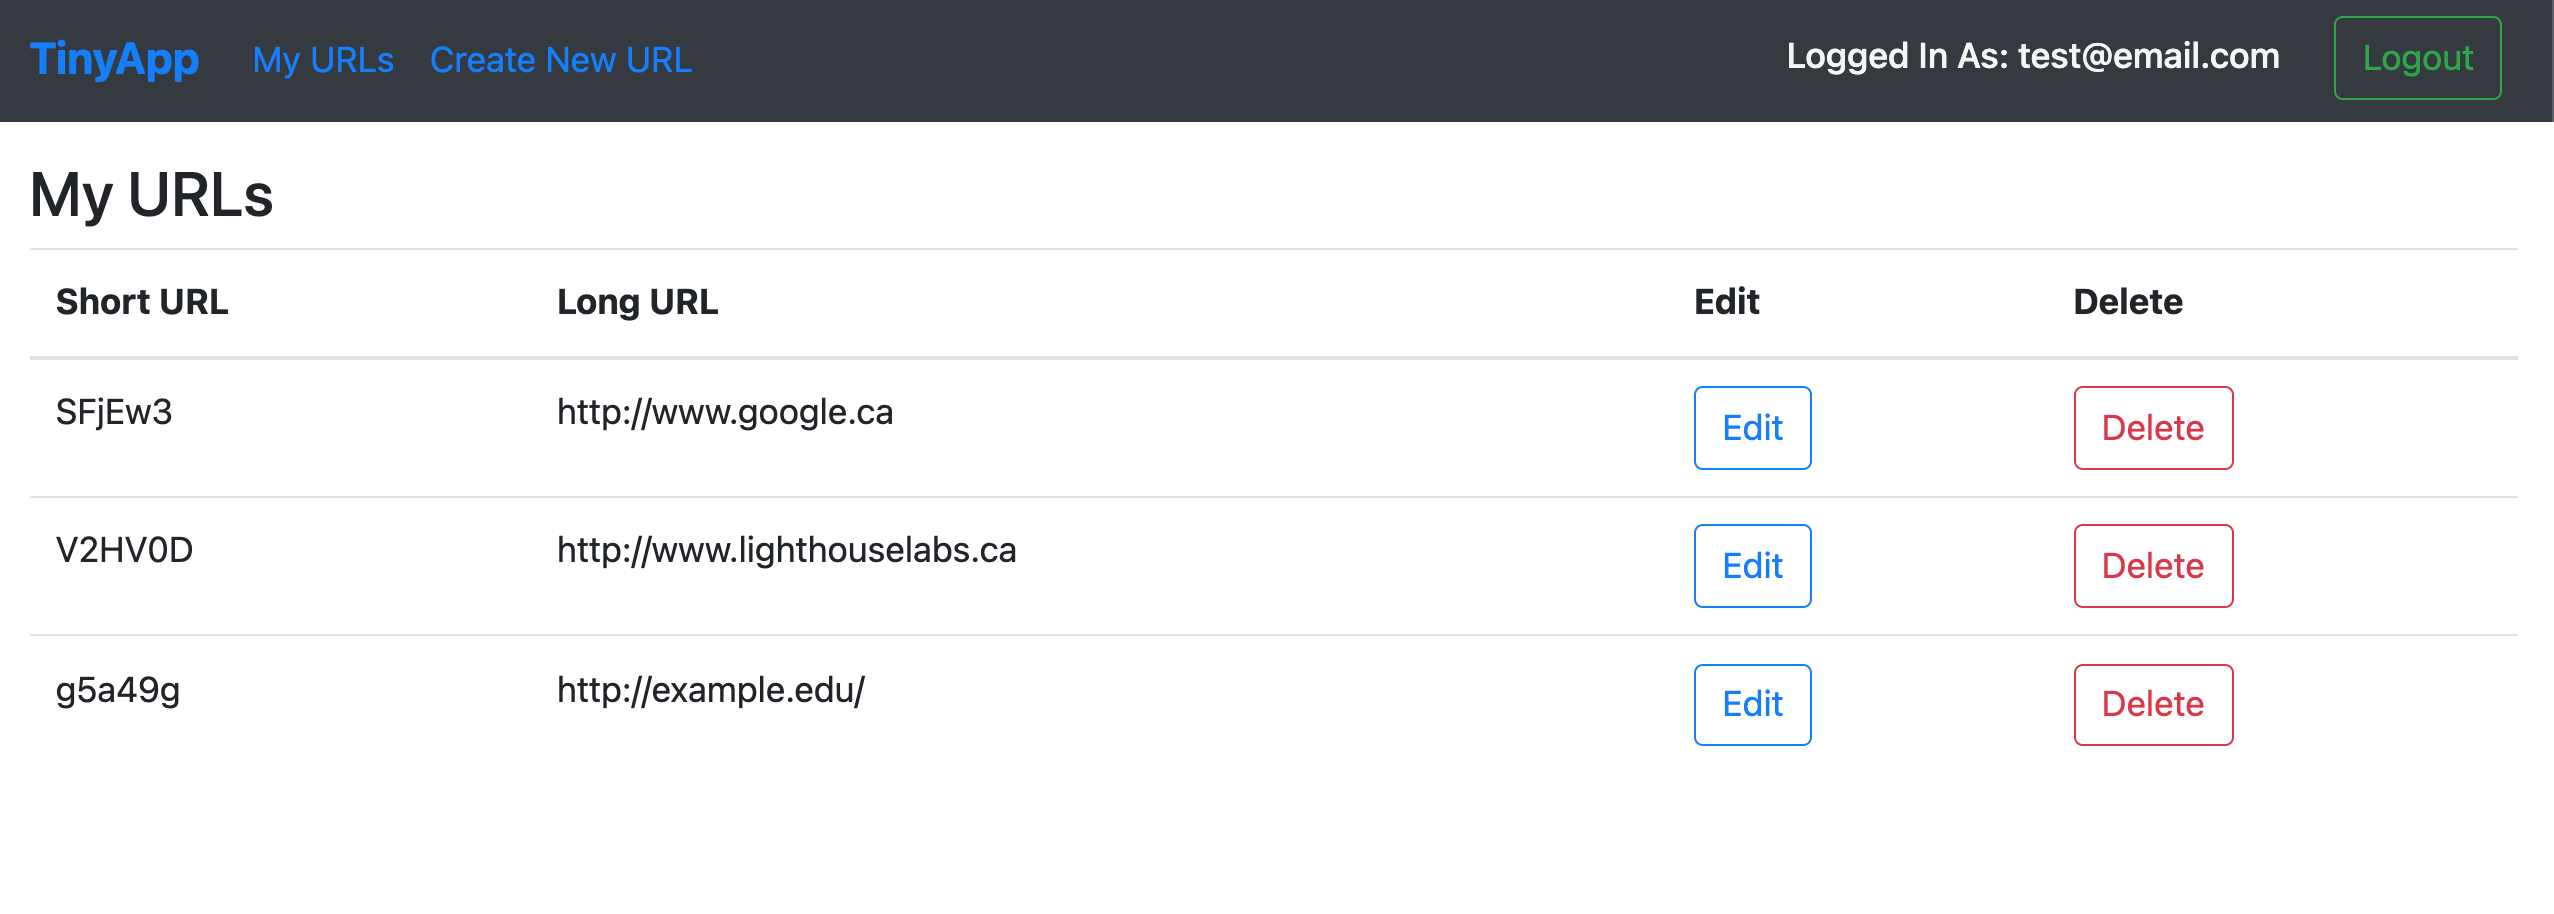 TinyApp My URLs Create New URL Logged In As: test@email.com Logout
My URLs
Short URL Long URL Edit Delete
SFjEw3 http://www.google.ca Edit Delete
V2HV0D http://www.lighthouselabs.ca Edit Delete
g5a49g http://example.edu/ Edit Delete